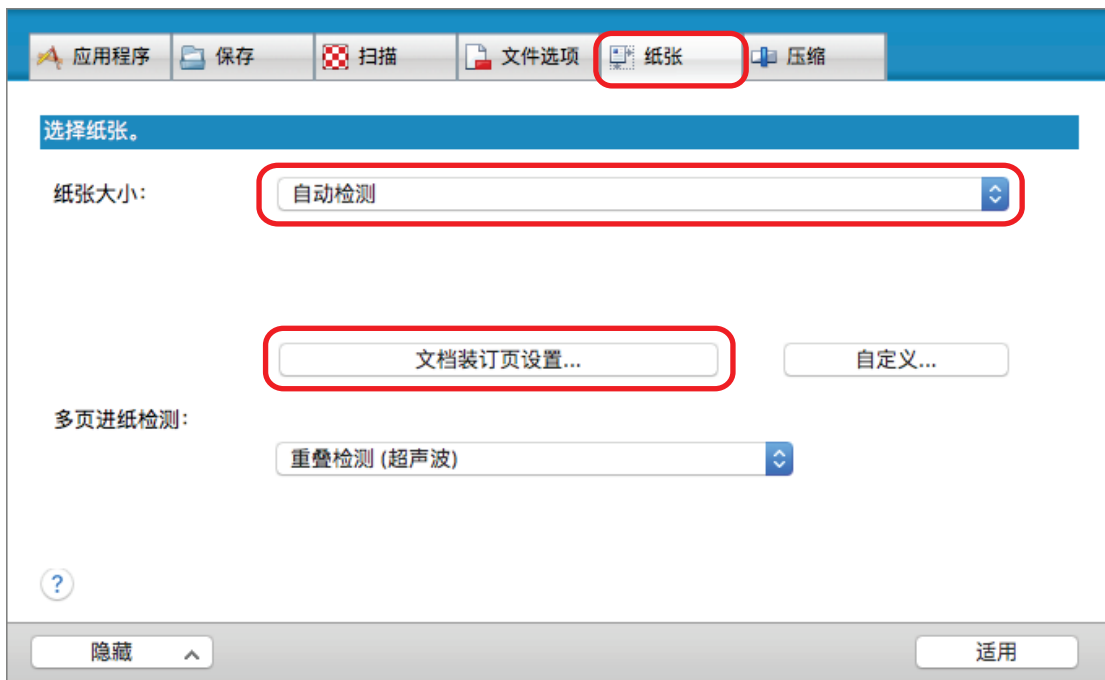 应用程序 保存 扫描 文件选项 纸张 压缩
选择纸张。
纸张大小: 自动检测
文档装订页设置... 自定义...
多页进纸检测:
重叠检测 (超声波)
?
隐藏 适用